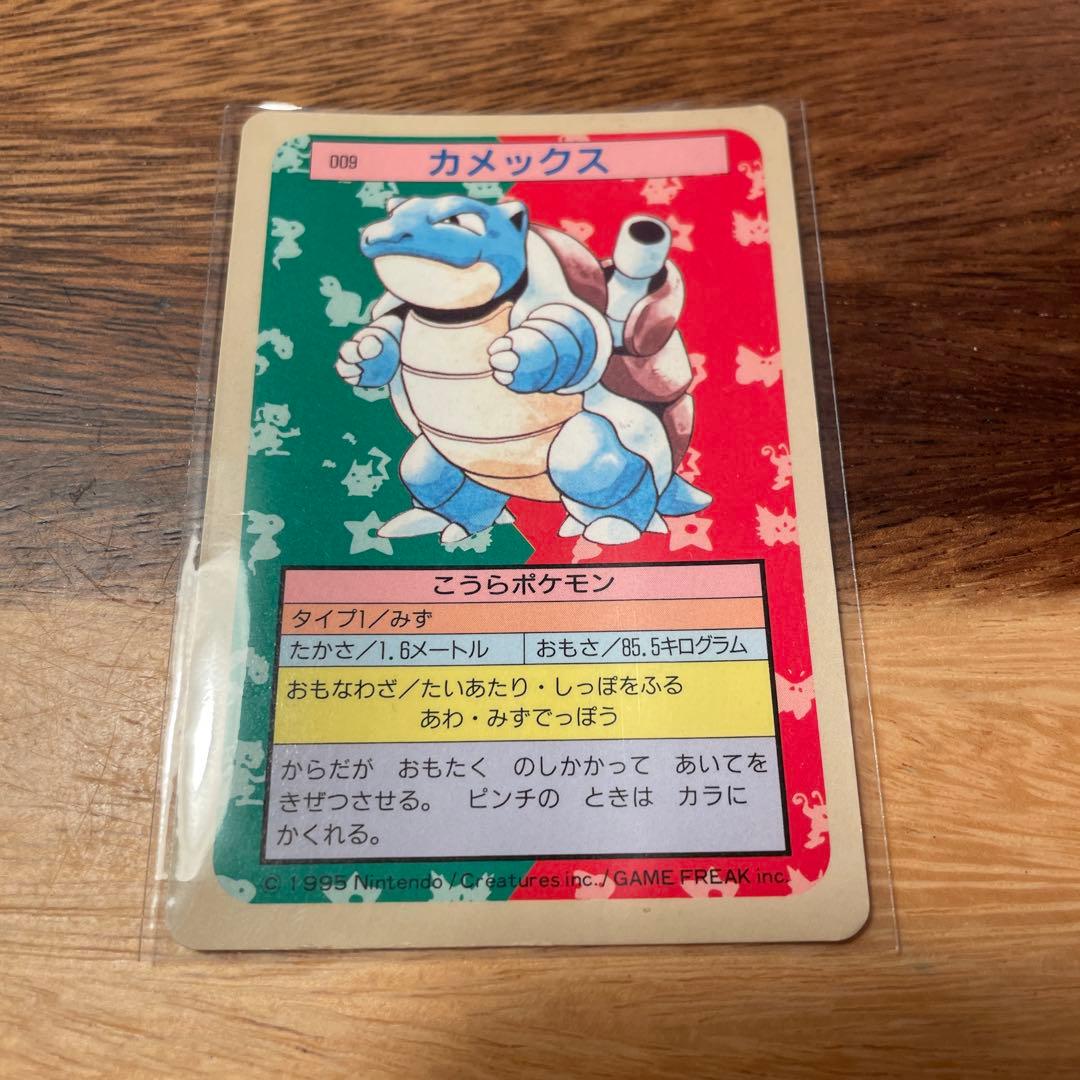 009 カメックス
こうらポケモン
タイプ1/みず
たかさ/1.6メートル おもさ/85.5キログラム
おもなわざ/たいあたり・しっぽをふる
あわ・みずでっぽう
からだが おもたく のしかかって あいてを
きぜつさせる。 ピンチの ときは カラに
かくれる。
© 1995 Nintendo/Creatures inc./GAME FREAK inc.